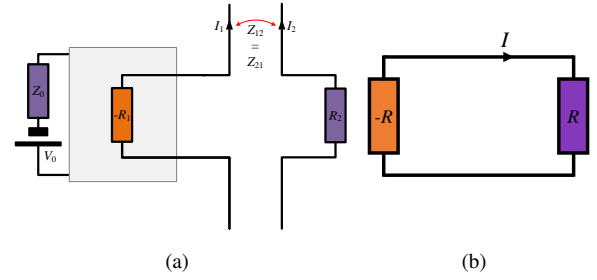 I₁
I₂
Z₁₂
=
Z₂₁
Z₀
-R₁
R₂
V₀
(a)
I
-R
R
(b)